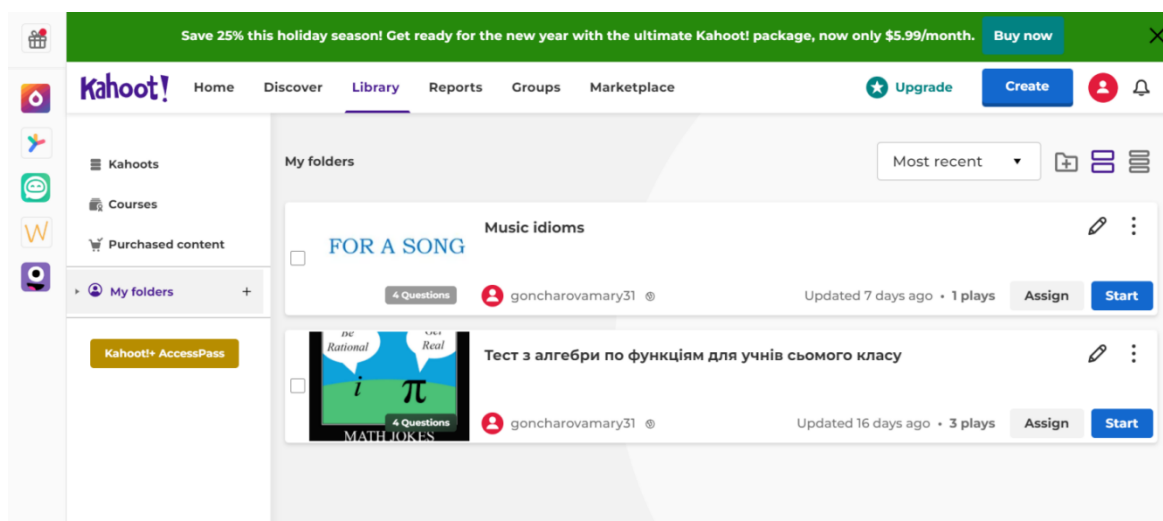 Save 25% this holiday season! Get ready for the new year with the ultimate Kahoot! package, now only $5.99/month. Buy now
Kahoot! Home Discover Library Reports Groups Marketplace Upgrade Create
Kahoots
Courses
Purchased content
My folders +
Kahoot!+ AccessPass
My folders Most recent
FOR A SONG
4 Questions
Music idioms
goncharovamary31 Updated 7 days ago • 1 plays Assign Start
Be Rational
Get Real
i π
4 Questions
MATH JOKES
Тест з алгебри по функціям для учнів сьомого класу
goncharovamary31 Updated 16 days ago • 3 plays Assign Start